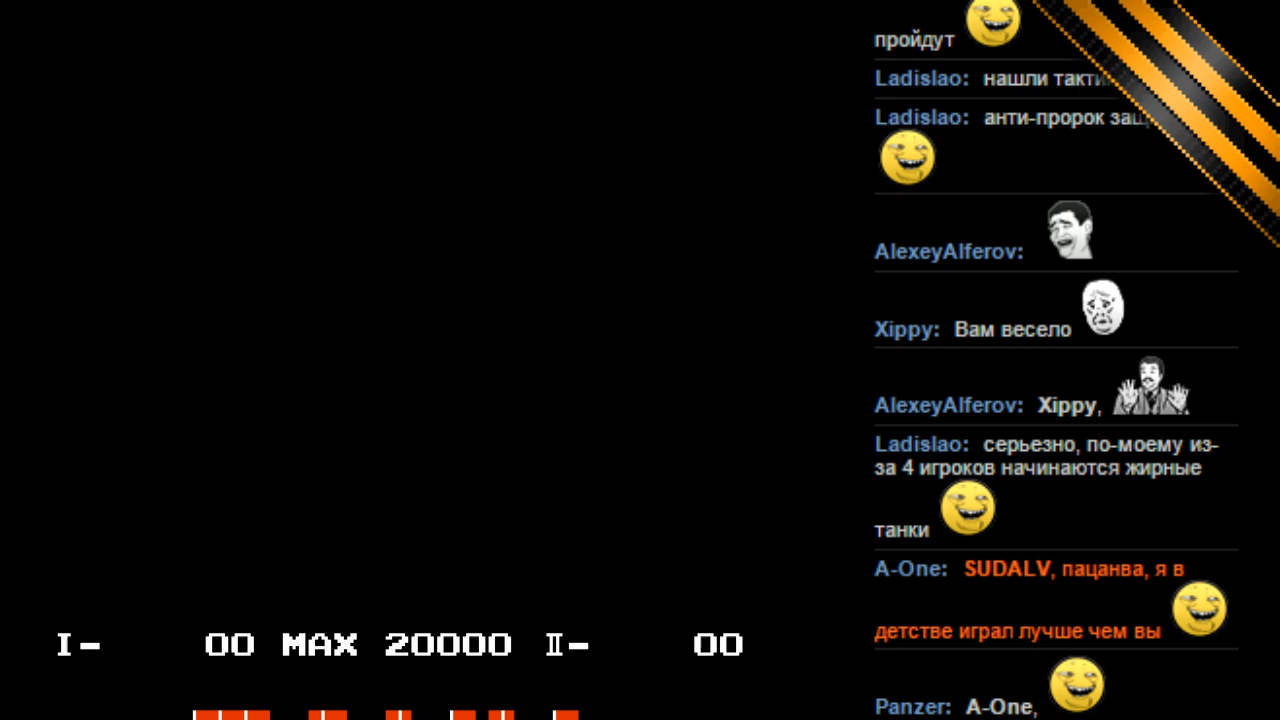 пройдут
Ladislao: нашли
Ladislao: анти-пророк
AlexeyAlferov:
Xippy: Вам весело
AlexeyAlferov: Xippy,
Ladislao: серьезно, по-моему из-
за 4 игроков начинаются жирные
танки
A-One: SUDALV, пацанва, я в
детстве играл лучше чем вы
I- 00 MAX 20000 II- 00
Panzer: A-One,